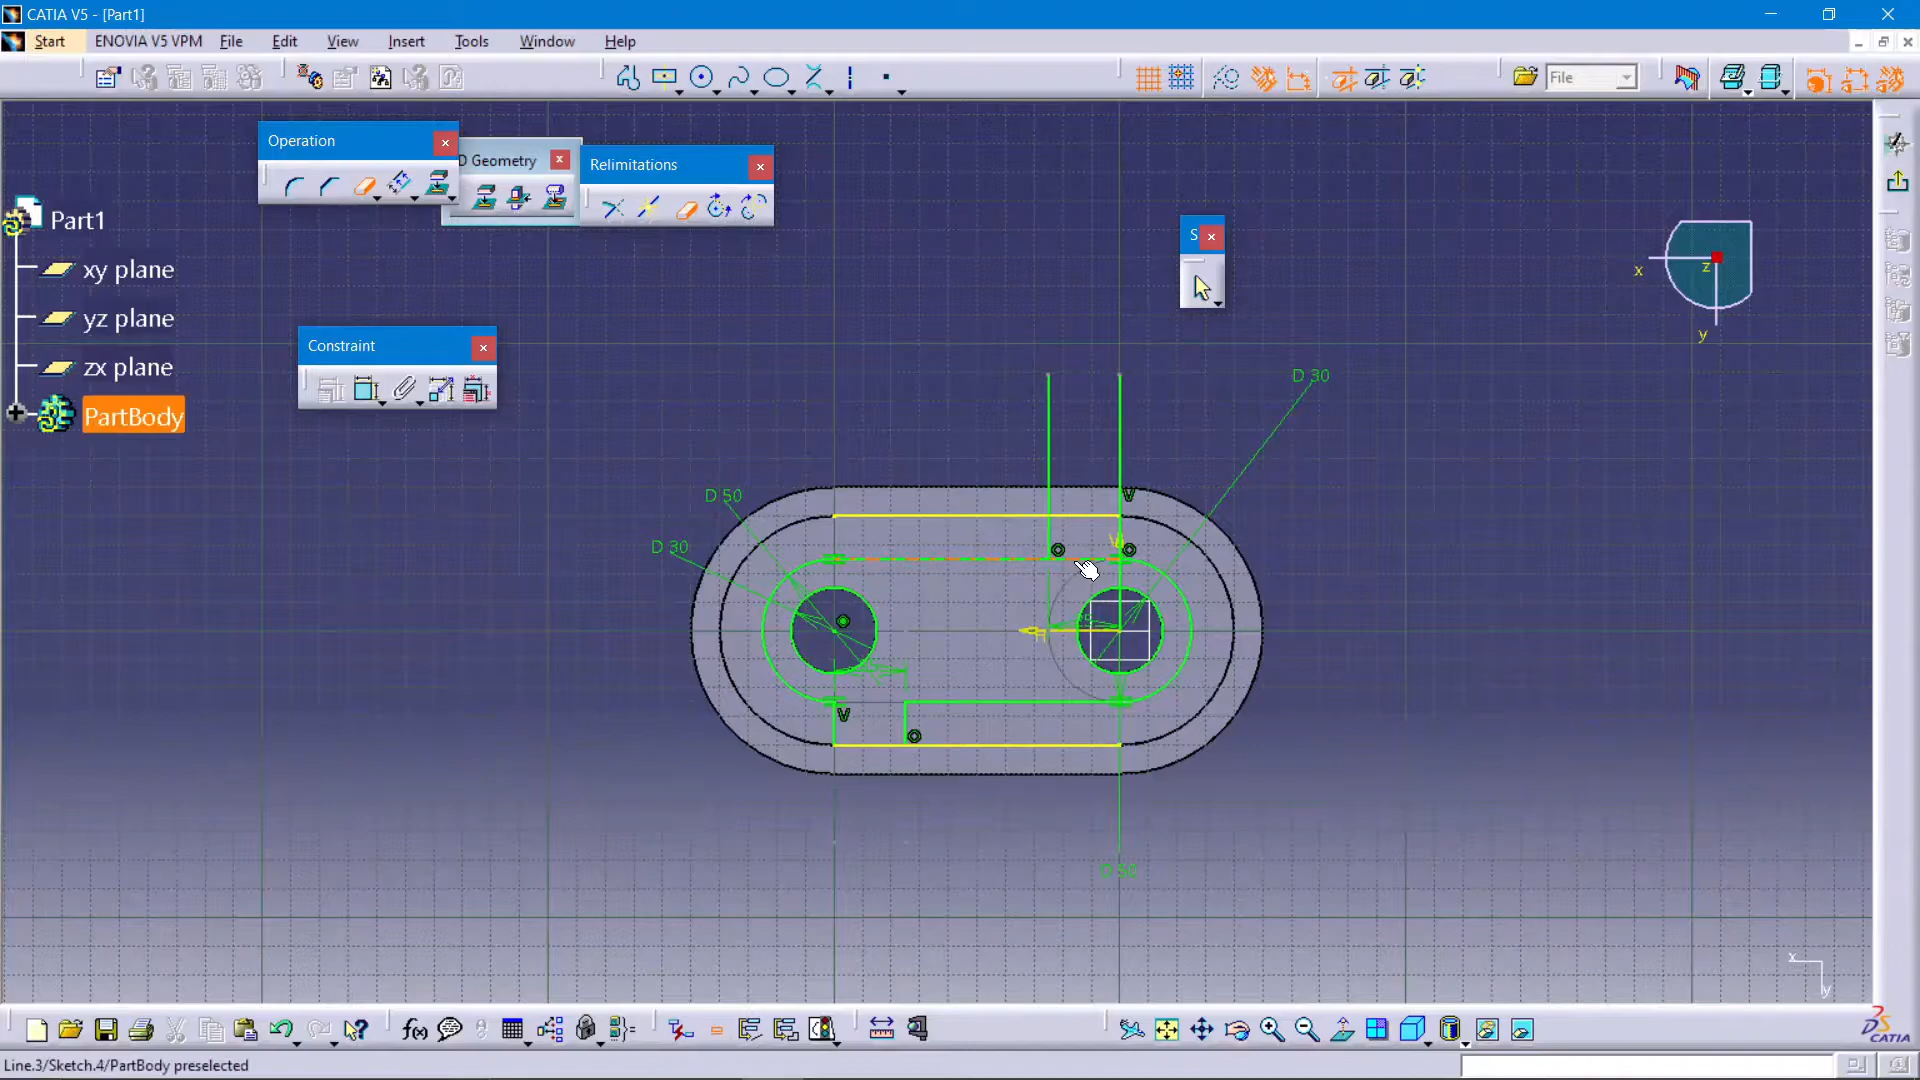 CATIA V5 - [Part1]
Start ENOVIA V5 VPM File Edit View Insert Tools Window Help
File
Operation
D Geometry
Relimitations
S
Part1
xy plane
yz plane
zx plane
PartBody
Constraint
x
z
y
D 30
D 50
V
D 30
H
V
D 50
x
y
CATIA
f(x)
Line.3/Sketch.4/PartBody preselected